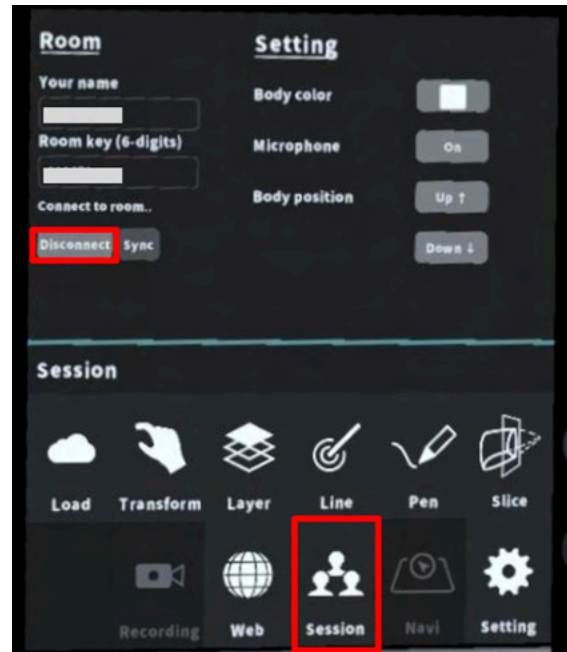 Room
Your name
Room key (6-digits)
Connect to room..
Disconnect Sync
Setting
Body color
Microphone On
Body position Up ↑
Down ↓
Session
Load Transform Layer Line Pen Slice
Recording Web Session Navi Setting